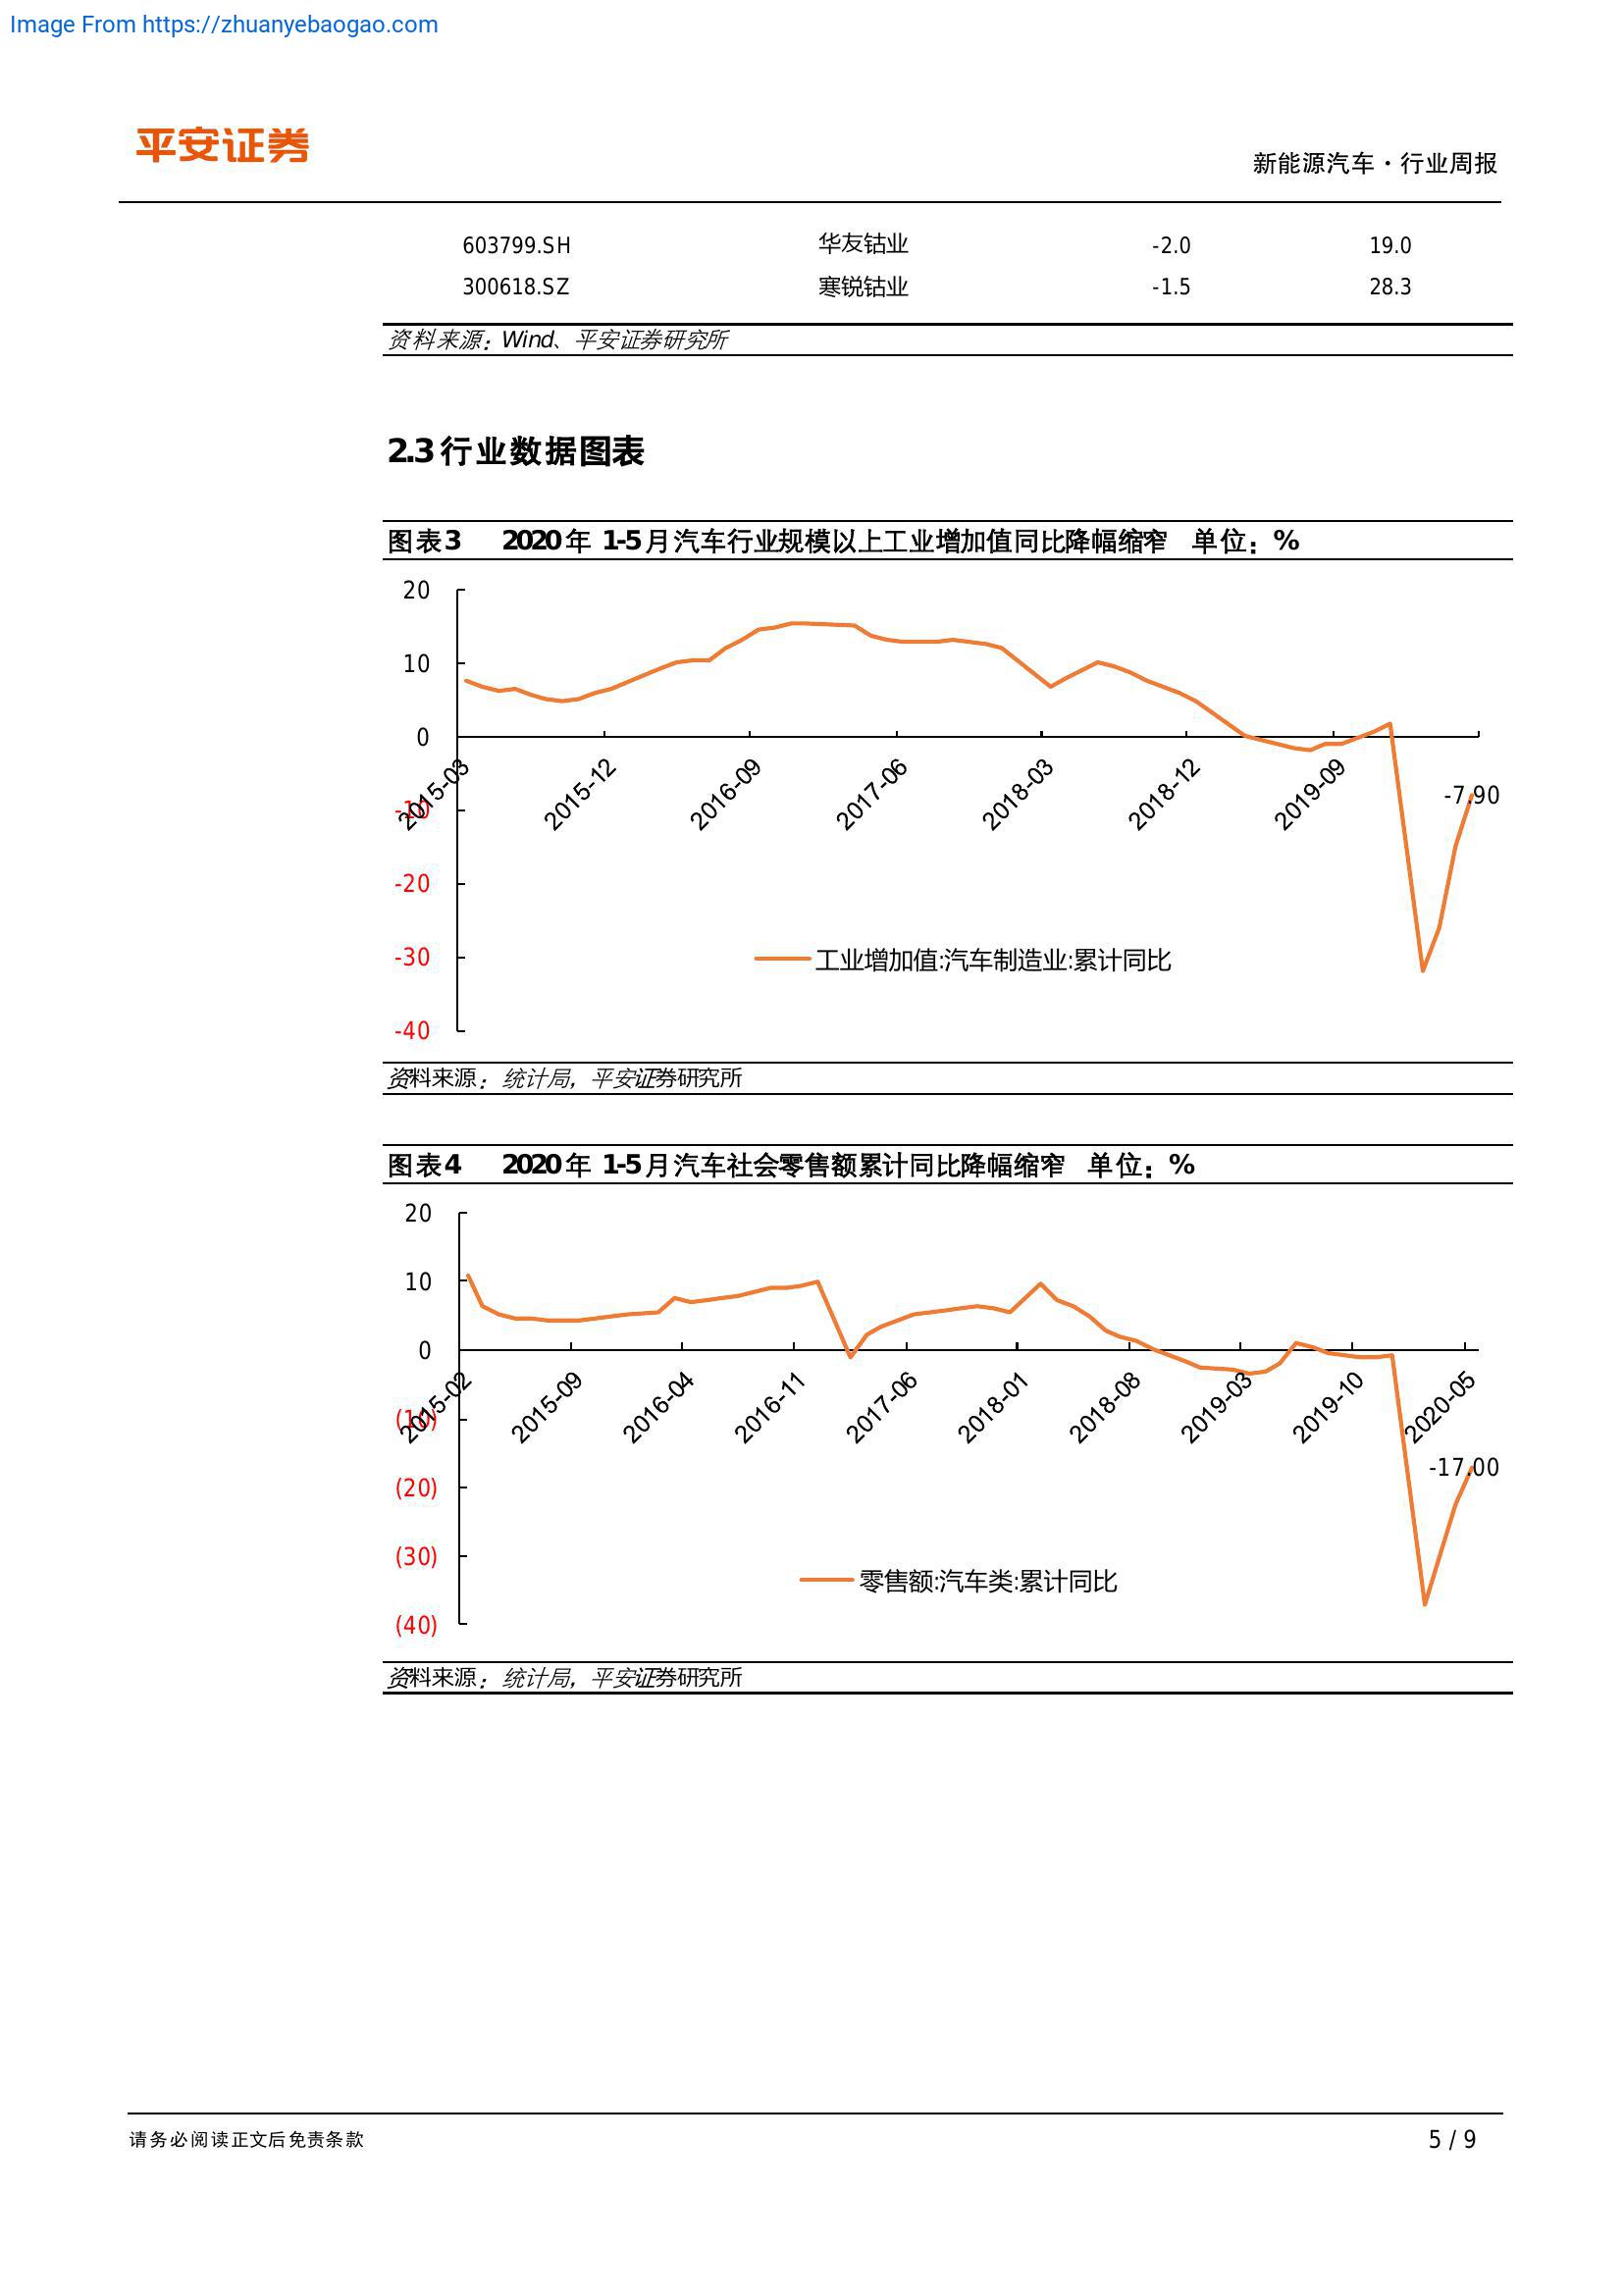 Image From https://zhuanyebaogao.com
平安证券
新能源汽车·行业周报
603799.SH 华友钴业 -2.0 19.0
300618.SZ 寒锐钴业 -1.5 28.3
资料来源：Wind、平安证券研究所
2.3 行业数据图表
图表3 2020 年 1-5 月汽车行业规模以上工业增加值同比降幅缩窄 单位：%
20
10
0
-10
-20
-30
-40
2015-03 2015-12 2016-09 2017-06 2018-03 2018-12 2019-09
-7.90
工业增加值:汽车制造业:累计同比
资料来源：统计局，平安证券研究所
图表4 2020 年 1-5 月汽车社会零售额累计同比降幅缩窄 单位：%
20
10
0
(10)
(20)
(30)
(40)
2015-02 2015-09 2016-04 2016-11 2017-06 2018-01 2018-08 2019-03 2019-10 2020-05
-17.00
零售额:汽车类:累计同比
资料来源：统计局，平安证券研究所
请务必阅读正文后免责条款 5 / 9